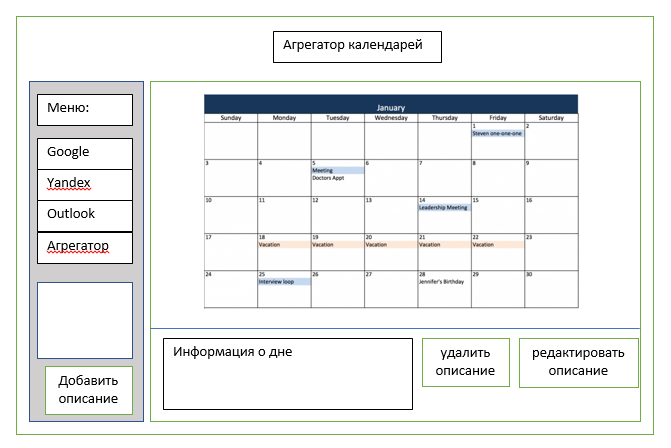 Агрегатор календарей
Меню:
Google
Yandex
Outlook
Агрегатор
Добавить
описание
January
Sunday Monday Tuesday Wednesday Thursday Friday Saturday
1 2
Steven one-one-one
3 4 5 6 7 8 9
Meeting
Doctors Appt
10 11 12 13 14 15 16
Leadership Meeting
17 18 19 20 21 22 23
Vacation Vacation Vacation Vacation Vacation
24 25 26 27 28 29 30
Interview loop Jennifer's Birthday
Информация о дне
удалить
описание
редактировать
описание